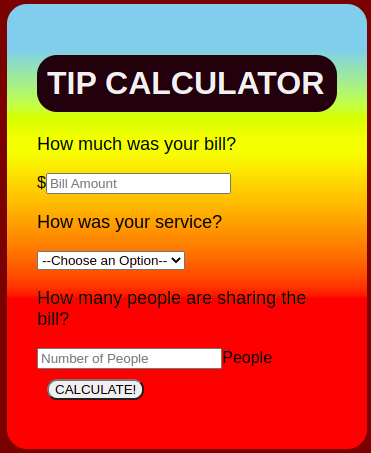 TIP CALCULATOR
How much was your bill?
$Bill Amount
How was your service?
--Choose an Option--
How many people are sharing the
bill?
Number of People People
CALCULATE!